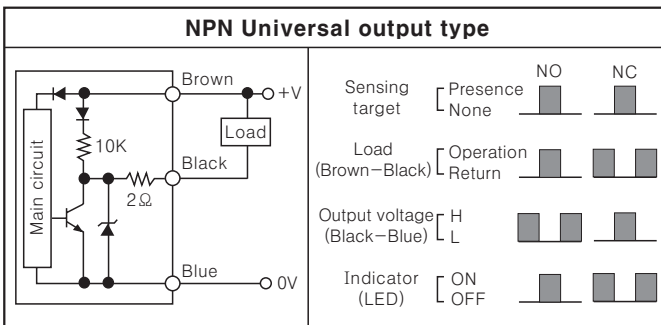 NPN Universal output type
Main circuit
Brown
+V
10K
Load
Black
2Ω
Blue
0V
NO NC
Sensing target
Presence
None
Load
(Brown-Black)
Operation
Return
Output voltage
(Black-Blue)
H
L
Indicator
(LED)
ON
OFF